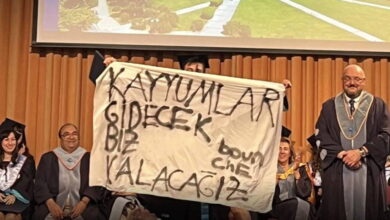 KAYYUMLAR
GİDECEK
BİZ
KALACAĞIZ
boun
ChE